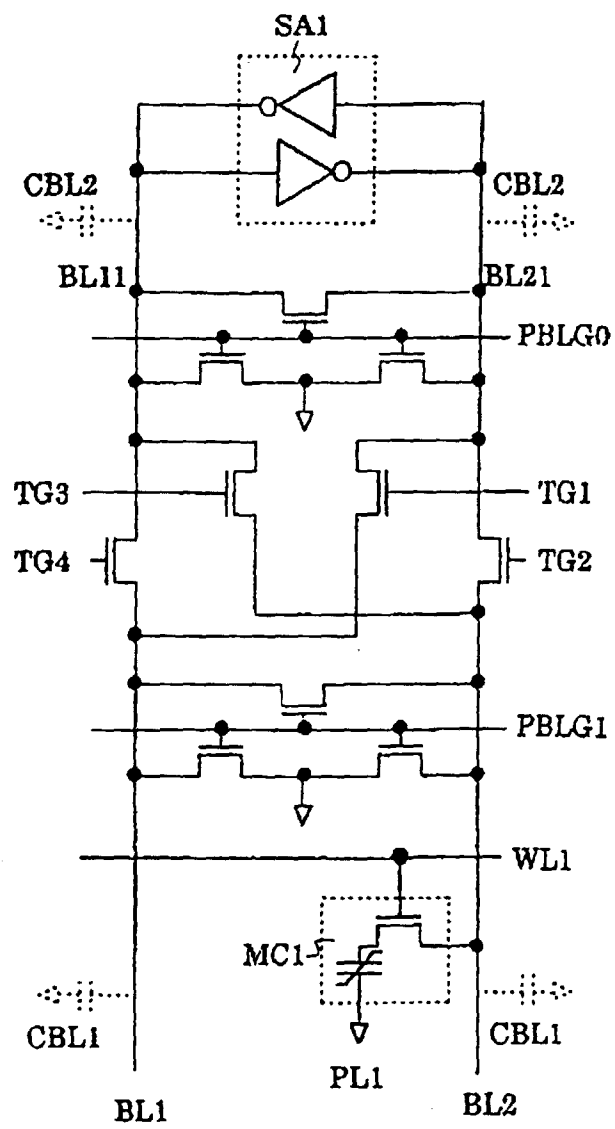 SA1
CBL2 CBL2
BL11 BL21
PBLG0
TG3 TG1
TG4 TG2
PBLG1
WL1
MC1
CBL1 CBL1
PL1
BL1 BL2